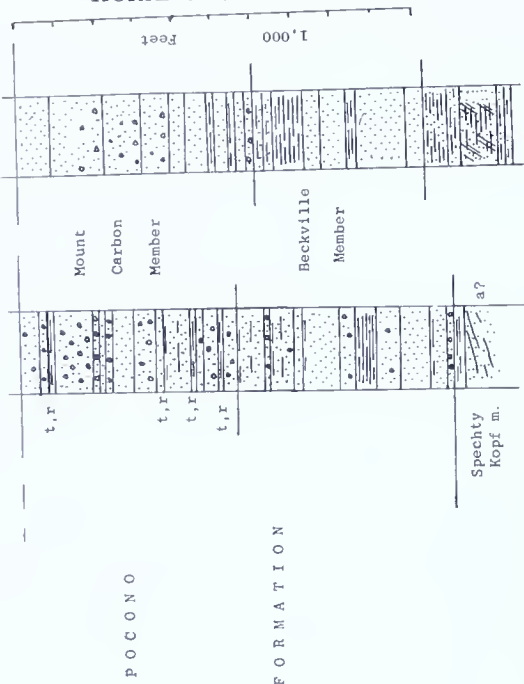 Feet
1,000
Mount
Carbon
Member
Beckville
Member
t,r
t,r
t,r
t,r
a?
Spechty
Kopf m.
POCONO
FORMATION